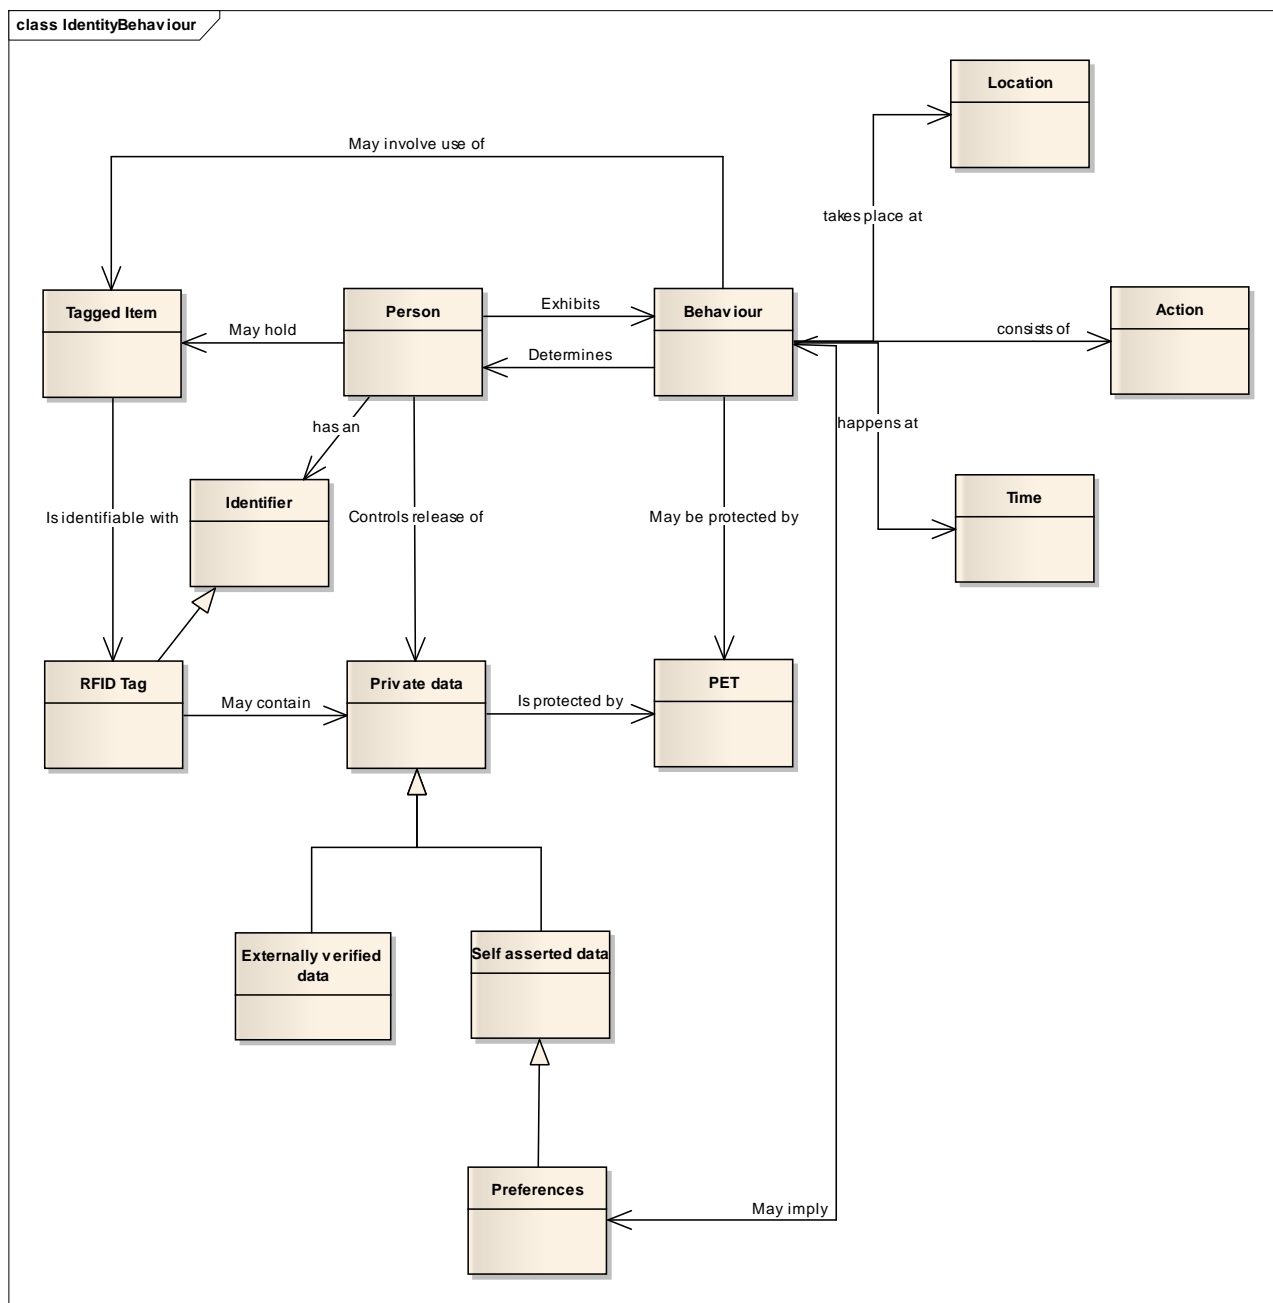 class IdentityBehaviour
Location
May involve use of
takes place at
Tagged Item
Person
Exhibits
Behaviour
Action
May hold
consists of
Determines
has an
happens at
Identifier
Time
Is identifiable with
Controls release of
May be protected by
RFID Tag
Private data
PET
May contain
Is protected by
Externally verified
data
Self asserted data
Preferences
May imply